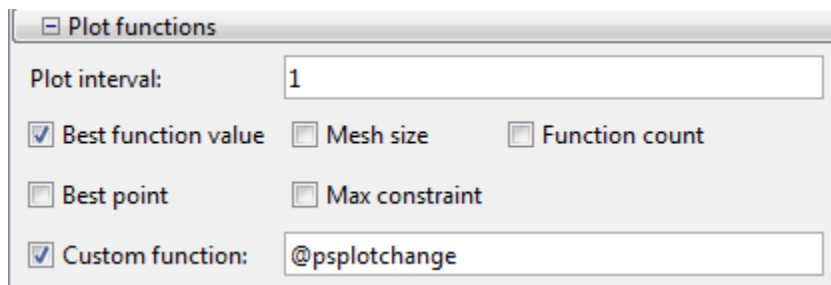 Plot functions
Plot interval: 1
Best function value Mesh size Function count
Best point Max constraint
Custom function: @psplotchange